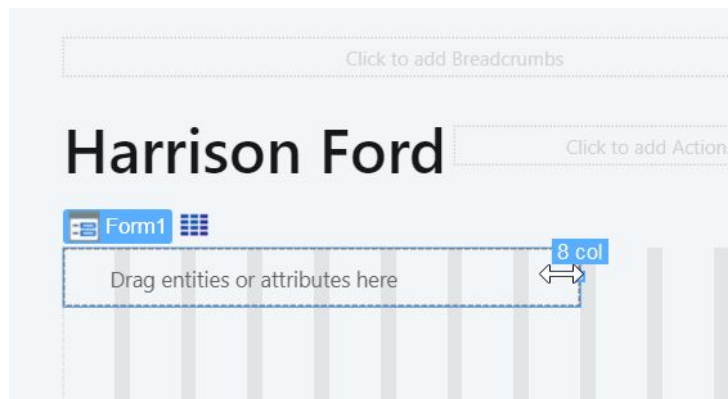 Click to add Breadcrumbs
Harrison Ford
Click to add Action
Form1
8 col
Drag entities or attributes here